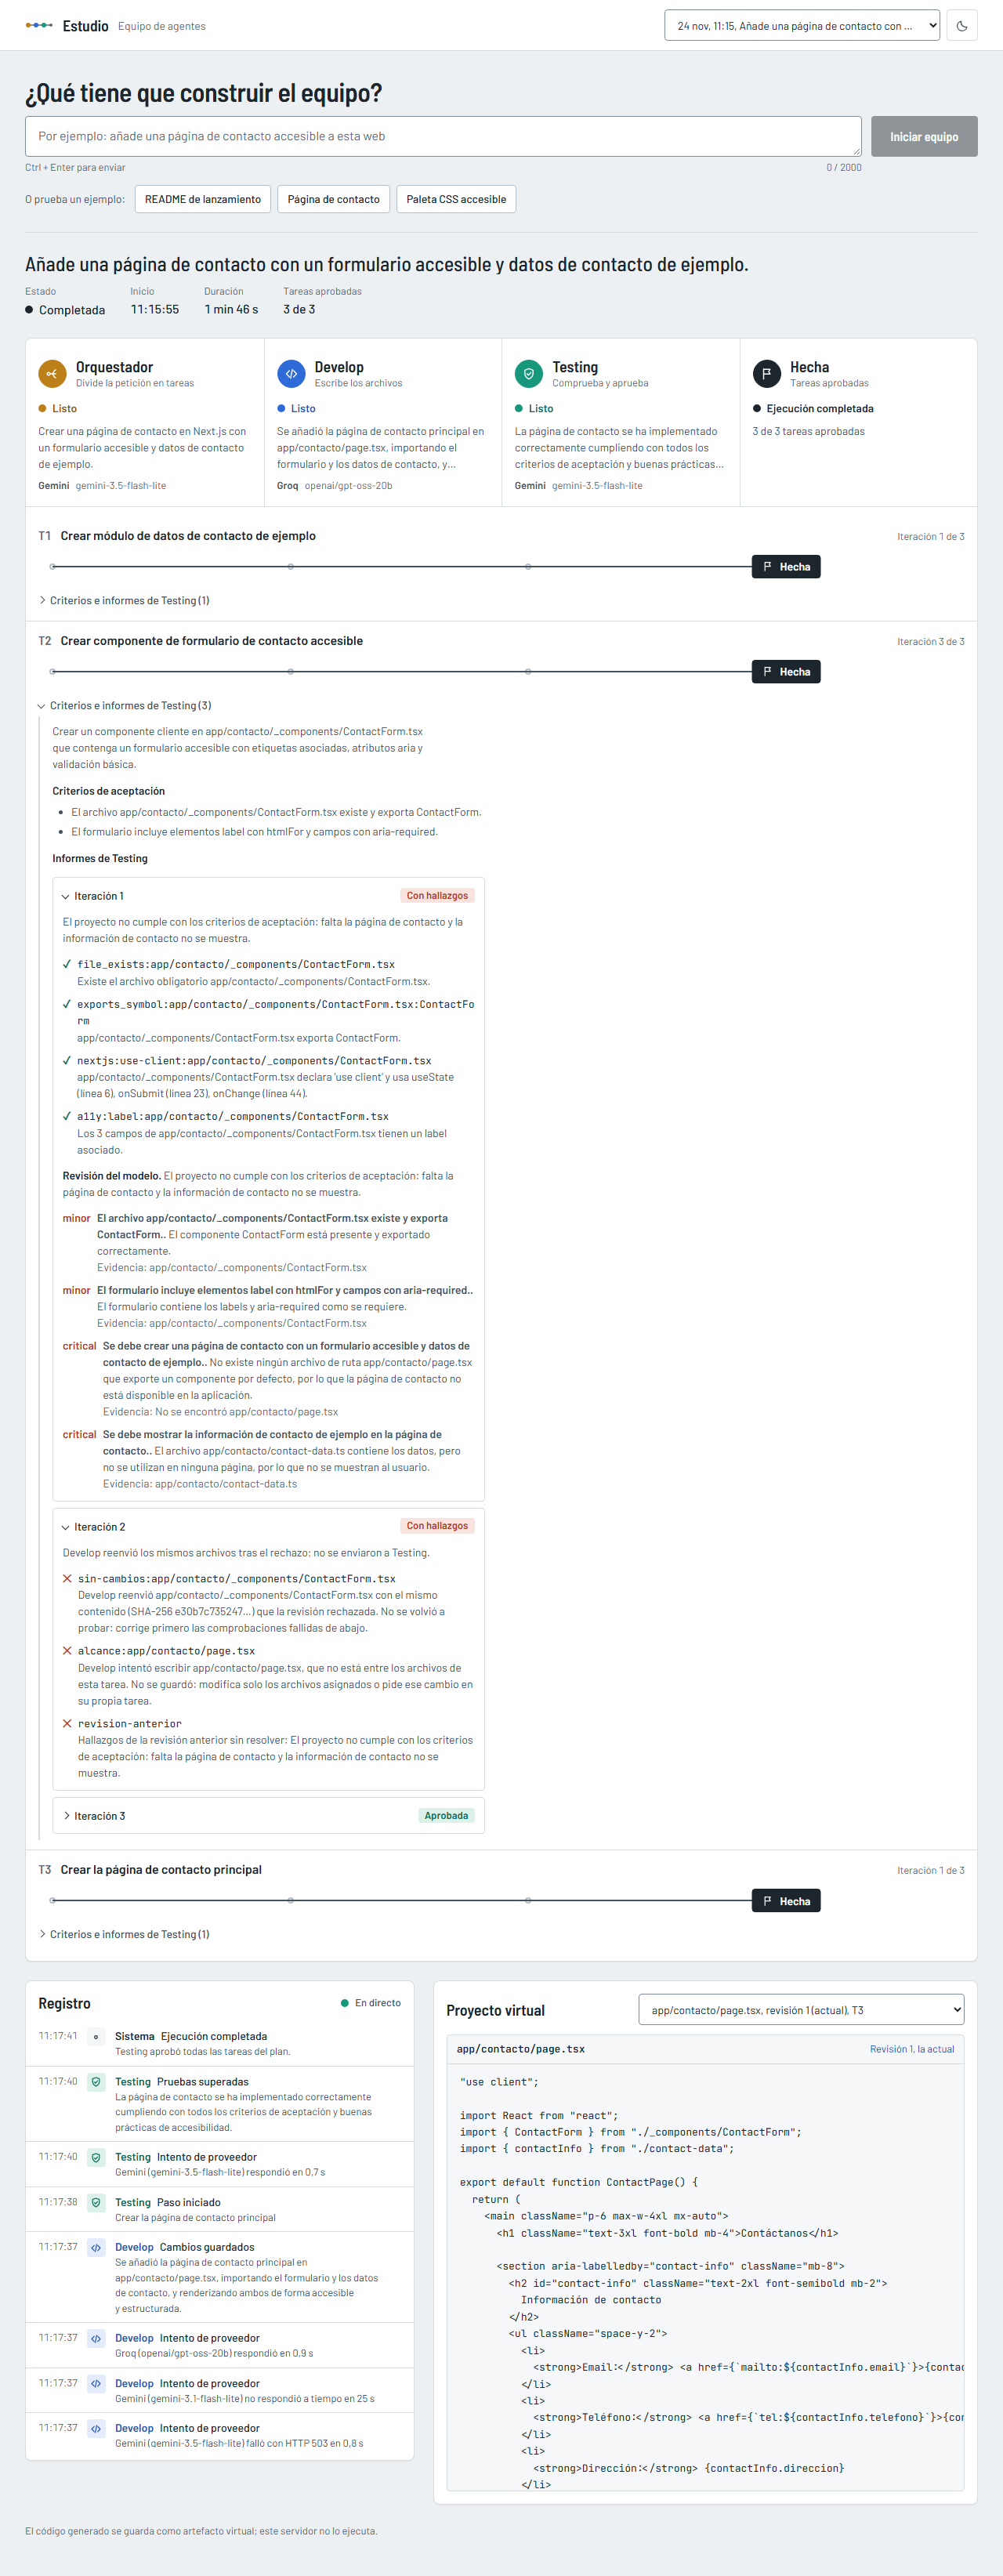 Estudio Equipo de agentes
24 nov, 11:15, Añade una página de contacto con ...
¿Qué tiene que construir el equipo?
Por ejemplo: añade una página de contacto accesible a esta web
Iniciar equipo
Ctrl + Enter para enviar
0 / 2000
O prueba un ejemplo:
README de lanzamiento
Página de contacto
Paleta CSS accesible
Añade una página de contacto con un formulario accesible y datos de contacto de ejemplo.
Estado
Completada
Inicio
11:15:55
Duración
1 min 46 s
Tareas aprobadas
3 de 3
Orquestador
Divide la petición en tareas
Listo
Crear una página de contacto en Next.js con
un formulario accesible y datos de contacto
de ejemplo.
Gemini gemini-3.5-flash-lite
Develop
Escribe los archivos
Listo
Se añadió la página de contacto principal en
app/contacto/page.tsx, importando el
formulario y los datos de contacto, y...
Groq openai/gpt-oss-20b
Testing
Comprueba y aprueba
Listo
La página de contacto se ha implementado
correctamente cumpliendo con todos los
criterios de aceptación y buenas prácticas...
Gemini gemini-3.5-flash-lite
Hecha
Tareas aprobadas
Ejecución completada
3 de 3 tareas aprobadas
T1 Crear módulo de datos de contacto de ejemplo
Iteración 1 de 3
Hecha
Criterios e informes de Testing (1)
T2 Crear componente de formulario de contacto accesible
Iteración 3 de 3
Hecha
Criterios e informes de Testing (3)
Crear un componente cliente en app/contacto/_components/ContactForm.tsx
que contenga un formulario accesible con etiquetas asociadas, atributos aria y
validación básica.
Criterios de aceptación
El archivo app/contacto/_components/ContactForm.tsx existe y exporta ContactForm.
El formulario incluye elementos label con htmlFor y campos con aria-required.
Informes de Testing
Iteración 1
Con hallazgos
El proyecto no cumple con los criterios de aceptación: falta la página de contacto y la
información de contacto no se muestra.
file_exists:app/contacto/_components/ContactForm.tsx
Existe el archivo obligatorio app/contacto/_components/ContactForm.tsx.
exports_symbol:app/contacto/_components/ContactForm.tsx:ContactFo
rm
app/contacto/_components/ContactForm.tsx exporta ContactForm.
nextjs:use-client:app/contacto/_components/ContactForm.tsx
app/contacto/_components/ContactForm.tsx declara 'use client' y usa useState
(línea 6), onSubmit (línea 23), onChange (línea 44).
a11y:label:app/contacto/_components/ContactForm.tsx
Los 3 campos de app/contacto/_components/ContactForm.tsx tienen un label
asociado.
Revisión del modelo. El proyecto no cumple con los criterios de aceptación: falta la
página de contacto y la información de contacto no se muestra.
minor El archivo app/contacto/_components/ContactForm.tsx existe y exporta
ContactForm.. El componente ContactForm está presente y exportado
correctamente.
Evidencia: app/contacto/_components/ContactForm.tsx
minor El formulario incluye elementos label con htmlFor y campos con aria-required..
El formulario contiene los labels y aria-required como se requiere.
Evidencia: app/contacto/_components/ContactForm.tsx
critical Se debe crear una página de contacto con un formulario accesible y datos de
contacto de ejemplo.. No existe ningún archivo de ruta app/contacto/page.tsx
que exporte un componente por defecto, por lo que la página de contacto no
está disponible en la aplicación.
Evidencia: No se encontró app/contacto/page.tsx
critical Se debe mostrar la información de contacto de ejemplo en la página de
contacto.. El archivo app/contacto/contact-data.ts contiene los datos, pero
no se utilizan en ninguna página, por lo que no se muestran al usuario.
Evidencia: app/contacto/contact-data.ts
Iteración 2
Con hallazgos
Develop reenvió los mismos archivos tras el rechazo; no se enviaron a Testing.
sin-cambios:app/contacto/_components/ContactForm.tsx
Develop reenvió app/contacto/_components/ContactForm.tsx con el mismo
contenido (SHA-256 e30b7c735247...) que la revisión rechazada. No se volvió a
probar: corrige primero las comprobaciones fallidas de abajo.
alcance:app/contacto/page.tsx
Develop intentó escribir app/contacto/page.tsx, que no está entre los archivos de
esta tarea. No se guardó: modifica solo los archivos asignados o pide ese cambio en
su propia tarea.
revision-anterior
Hallazgos de la revisión anterior sin resolver: El proyecto no cumple con los criterios
de aceptación: falta la página de contacto y la información de contacto no se
muestra.
Iteración 3
Aprobada
T3 Crear la página de contacto principal
Iteración 1 de 3
Hecha
Criterios e informes de Testing (1)
Registro
En directo
11:17:41 Sistema Ejecución completada
Testing aprobó todas las tareas del plan.
11:17:40 Testing Pruebas superadas
La página de contacto se ha implementado correctamente
cumpliendo con todos los criterios de aceptación y buenas
prácticas de accesibilidad.
11:17:40 Testing Intento de proveedor
Gemini (gemini-3.5-flash-lite) respondió en 0,7 s
11:17:38 Testing Paso iniciado
Crear la página de contacto principal
11:17:37 Develop Cambios guardados
Se añadió la página de contacto principal en
app/contacto/page.tsx, importando el formulario y los datos
de contacto, y renderizando ambos de forma accesible
y estructurada.
11:17:37 Develop Intento de proveedor
Groq (openai/gpt-oss-20b) respondió en 0,9 s
11:17:37 Develop Intento de proveedor
Gemini (gemini-3.1-flash-lite) no respondió a tiempo en 25 s
11:17:37 Develop Intento de proveedor
Gemini (gemini-3.5-flash-lite) falló con HTTP 503 en 0,8 s
Proyecto virtual
app/contacto/page.tsx, revisión 1 (actual), T3
app/contacto/page.tsx
Revisión 1, la actual
"use client";
import React from "react";
import { ContactForm } from "./_components/ContactForm";
import { contactInfo } from "./contact-data";
export default function ContactPage() {
return (
<main className="p-6 max-w-4xl mx-auto">
<h1 className="text-3xl font-bold mb-4">Contáctanos</h1>
<section aria-labelledby="contact-info" className="mb-8">
<h2 id="contact-info" className="text-2xl font-semibold mb-2">
Información de contacto
</h2>
<ul className="space-y-2">
<li>
<strong>Email:</strong> <a href={`mailto:${contactInfo.email}`}>{contac
</li>
<li>
<strong>Teléfono:</strong> <a href={`tel:${contactInfo.telefono}`}>{con
</li>
<li>
<strong>Dirección:</strong> {contactInfo.direccion}
</li>
El código generado se guarda como artefacto virtual; este servidor no lo ejecuta.